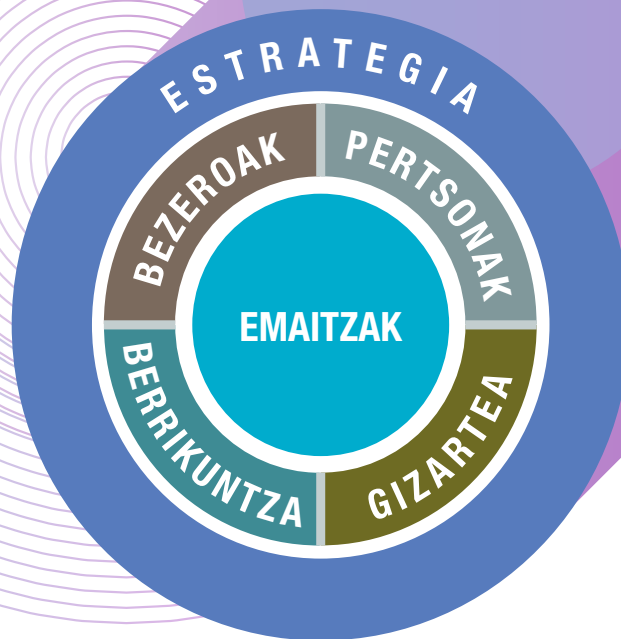 ESTRATEGIA
BEZEROAK
PERTSONAK
EMAITZAK
BERRIKUNTZA
GIZARTEA